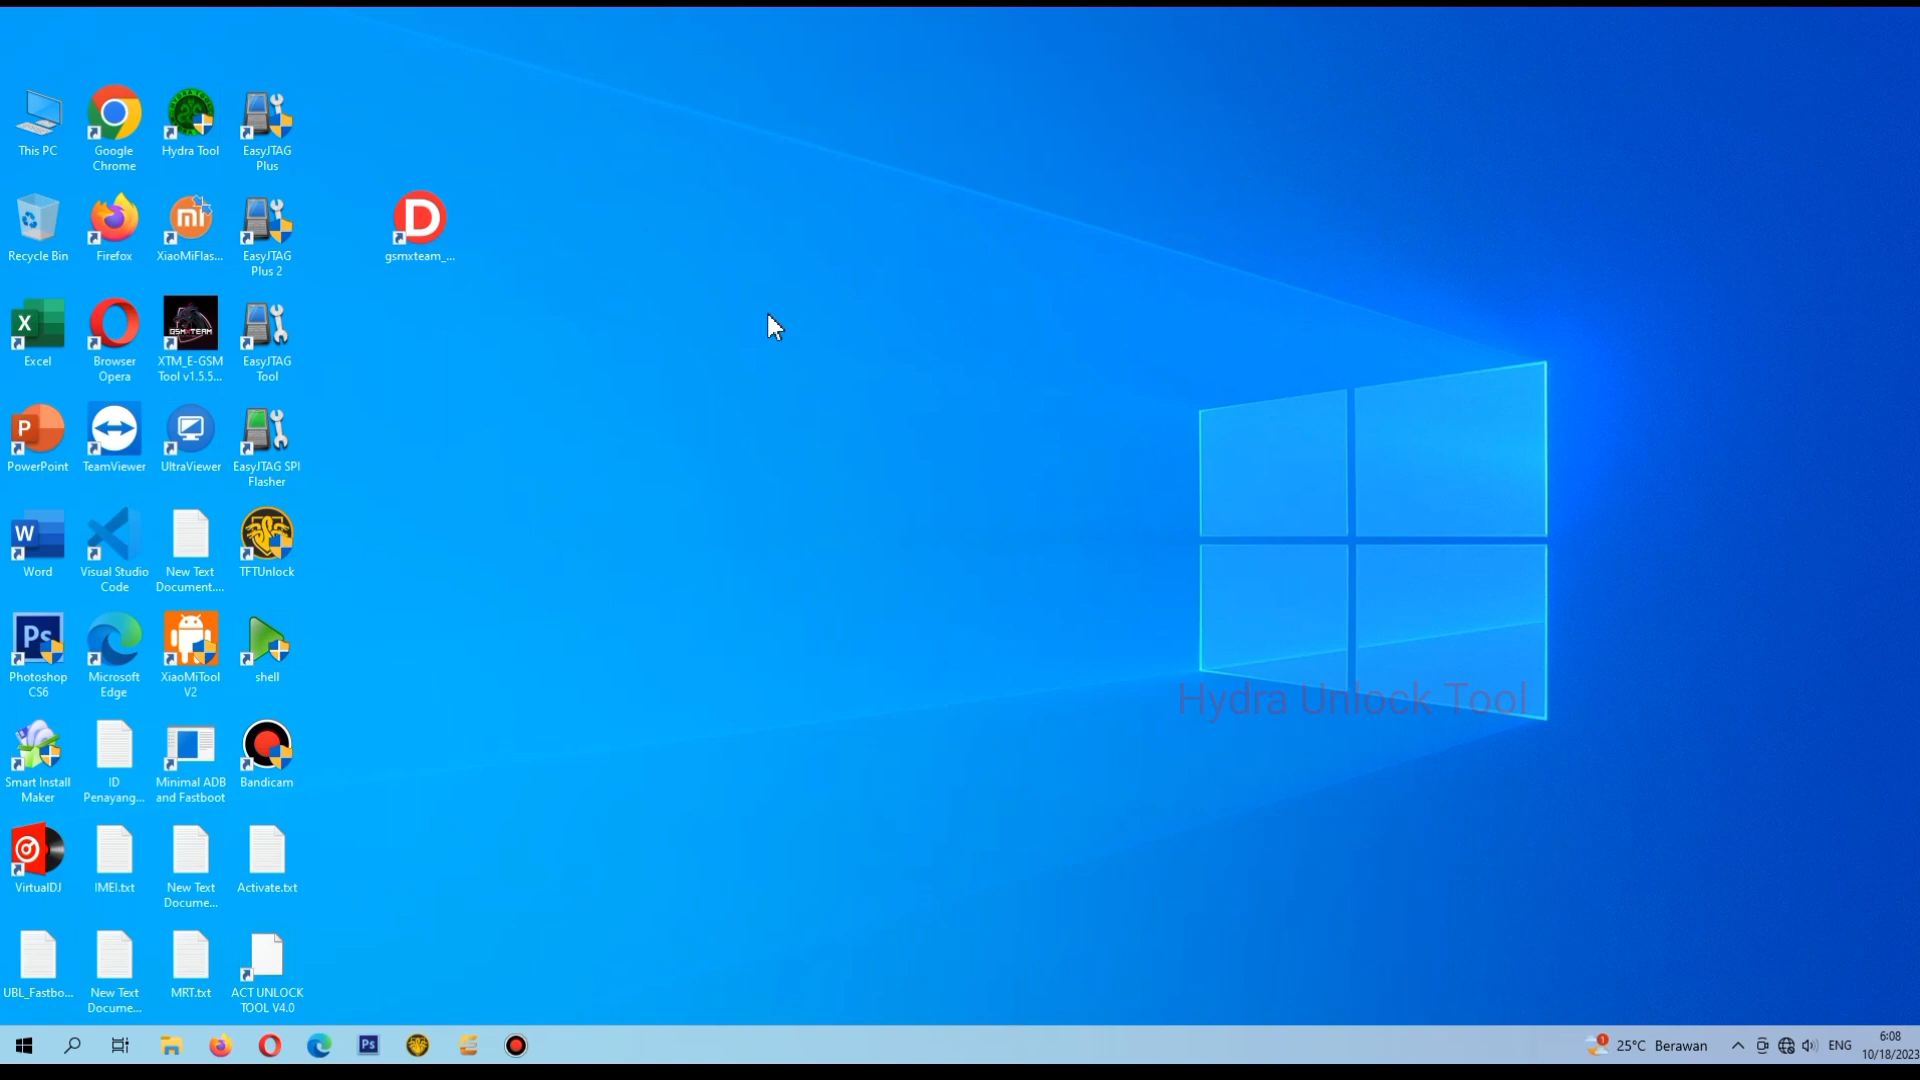 This PC
Google
Chrome
Hydra Tool
EasyJTAG
Plus
Recycle Bin
Firefox
XiaoMiFlas...
EasyJTAG
Plus 2
gsmxteam_...
Excel
Browser
Opera
XTM_E-GSM
Tool v1.5.5...
EasyJTAG
Tool
PowerPoint
TeamViewer
UltraViewer
EasyJTAG SPI
Flasher
Word
Visual Studio
Code
New Text
Document....
TFTUnlock
Photoshop
CS6
Microsoft
Edge
XiaoMiTool
V2
shell
Hydra Unlock Tool
Smart Install
Maker
ID
Penayang...
Minimal ADB
and Fastboot
Bandicam
VirtualDJ
IMEI.txt
New Text
Docume...
Activate.txt
UBL_Fastbo...
New Text
Docume...
MRT.txt
ACT UNLOCK
TOOL V4.0
25°C Berawan
ENG
6:08
10/18/2023